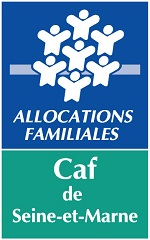 ALLOCATIONS
FAMILIALES
Caf
de
Seine-et-Marne